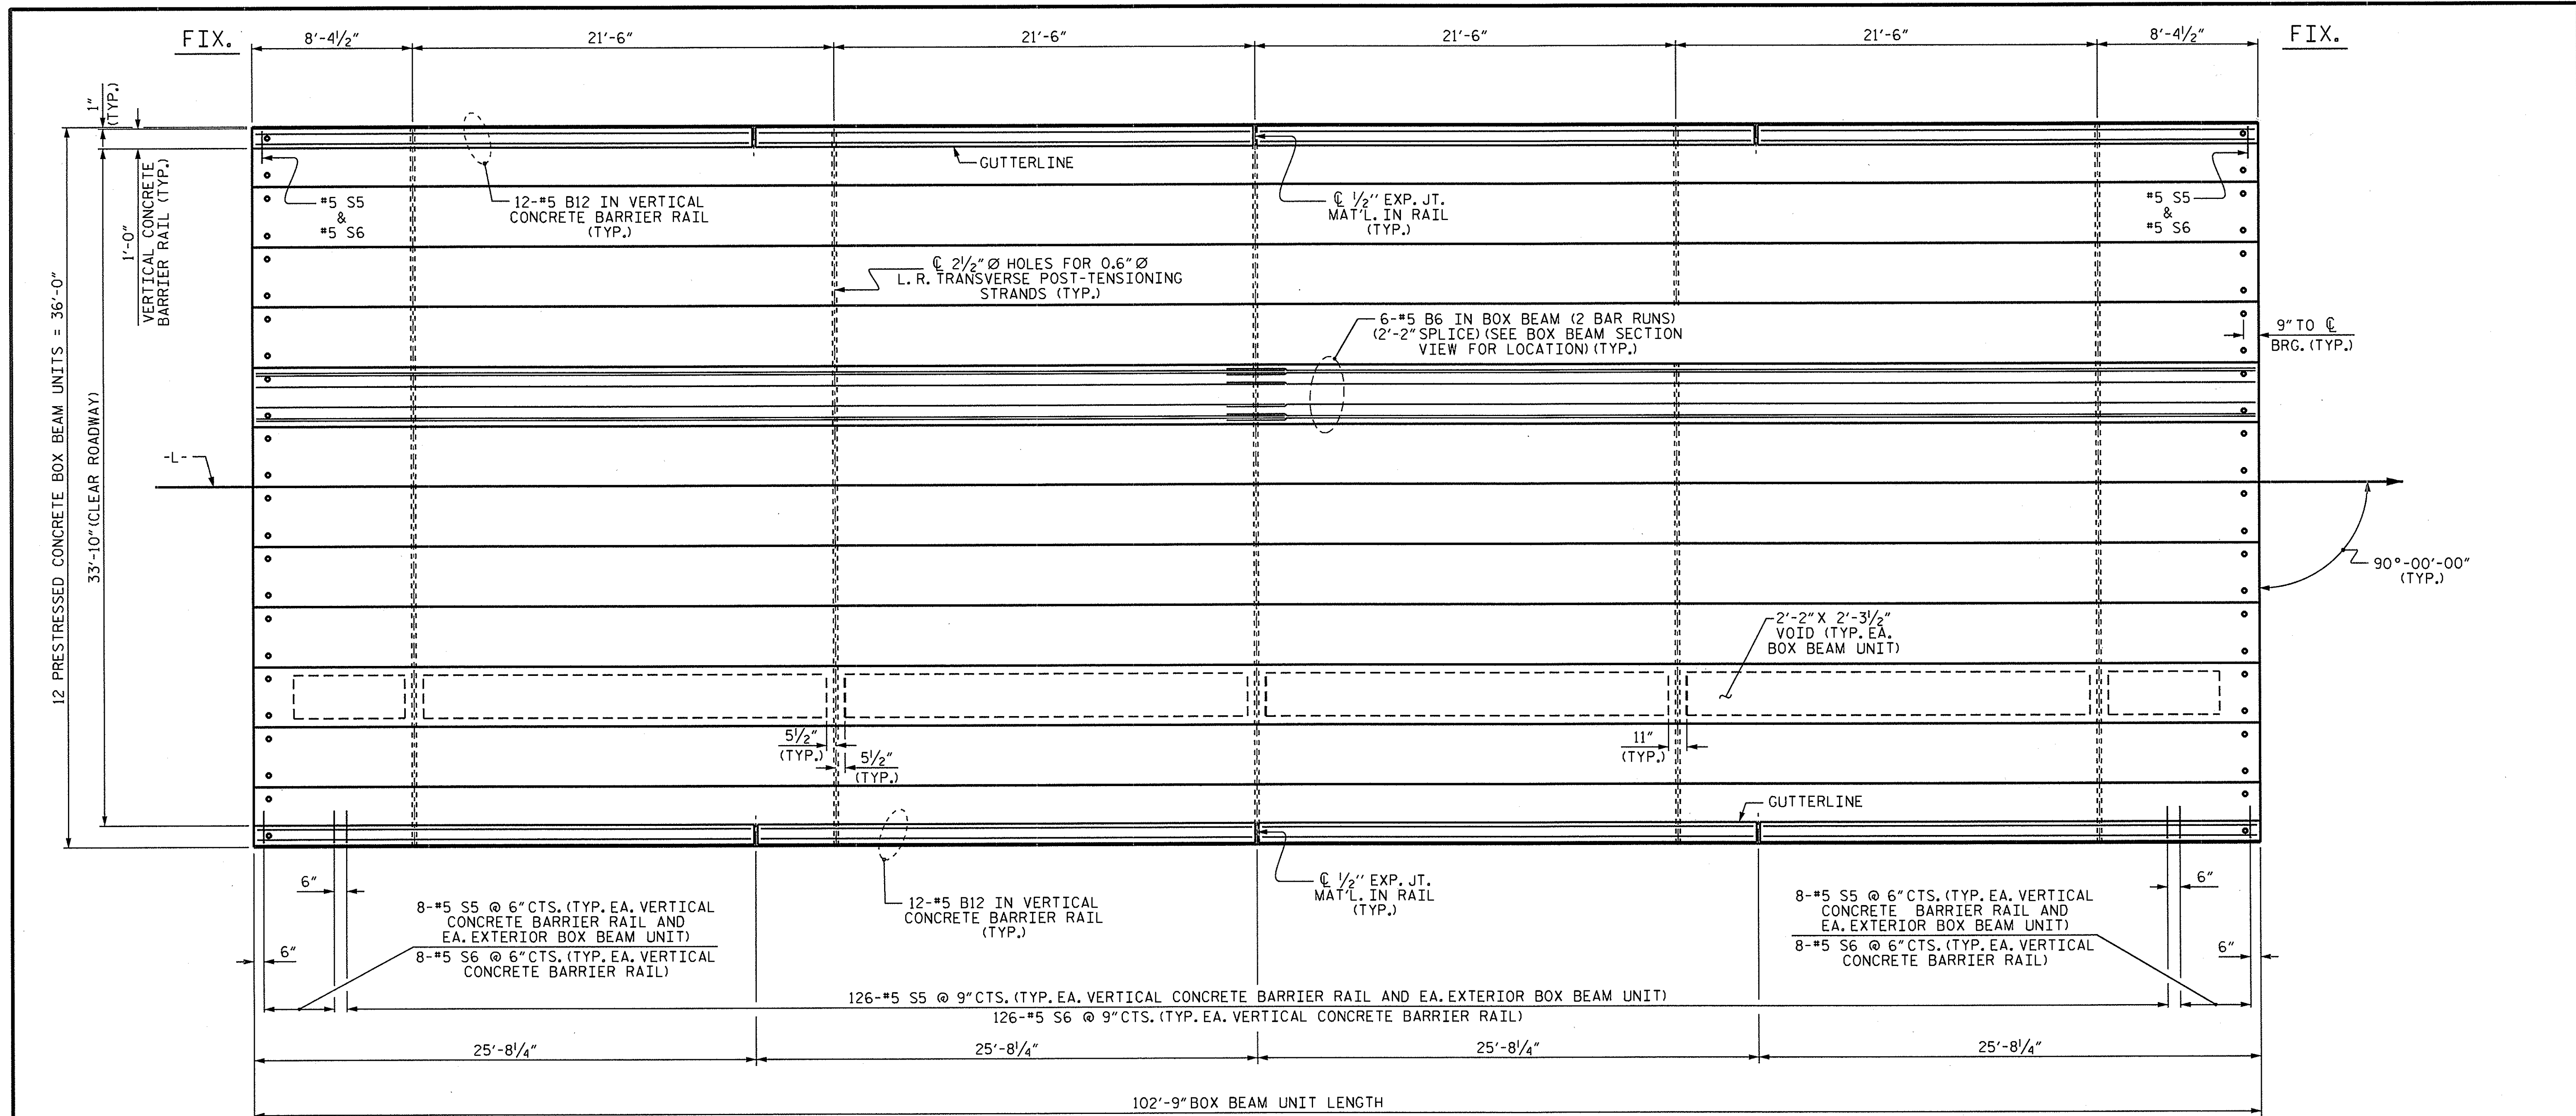 FIX.
8'-4½"
21'-6"
21'-6"
21'-6"
21'-6"
8'-4½"
FIX.
1"
(TYP.)
1'-0"
VERTICAL CONCRETE
BARRIER RAIL (TYP.)
12 PRESTRESSED CONCRETE BOX BEAM UNITS = 36'-0"
33'-10" (CLEAR ROADWAY)
GUTTERLINE
#5 S5
&
#5 S6
12-#5 B12 IN VERTICAL
CONCRETE BARRIER RAIL
(TYP.)
℄ ½" EXP. JT.
MAT'L. IN RAIL
(TYP.)
#5 S5
&
#5 S6
℄ 2½" Ø HOLES FOR 0.6" Ø
L. R. TRANSVERSE POST-TENSIONING
STRANDS (TYP.)
6-#5 B6 IN BOX BEAM (2 BAR RUNS)
(2'-2" SPLICE) (SEE BOX BEAM SECTION
VIEW FOR LOCATION) (TYP.)
9" TO ℄
BRG. (TYP.)
-L-
90°-00'-00"
(TYP.)
2'-2" X 2'-3½"
VOID (TYP. EA.
BOX BEAM UNIT)
5½"
(TYP.)
5½"
(TYP.)
11"
(TYP.)
GUTTERLINE
6"
6"
8-#5 S5 @ 6" CTS. (TYP. EA. VERTICAL
CONCRETE BARRIER RAIL AND
EA. EXTERIOR BOX BEAM UNIT)
8-#5 S6 @ 6" CTS. (TYP. EA. VERTICAL
CONCRETE BARRIER RAIL)
12-#5 B12 IN VERTICAL
CONCRETE BARRIER RAIL
(TYP.)
℄ ½" EXP. JT.
MAT'L. IN RAIL
(TYP.)
8-#5 S5 @ 6" CTS. (TYP. EA. VERTICAL
CONCRETE BARRIER RAIL AND
EA. EXTERIOR BOX BEAM UNIT)
8-#5 S6 @ 6" CTS. (TYP. EA. VERTICAL
CONCRETE BARRIER RAIL)
6"
6"
126-#5 S5 @ 9" CTS. (TYP. EA. VERTICAL CONCRETE BARRIER RAIL AND EA. EXTERIOR BOX BEAM UNIT)
126-#5 S6 @ 9" CTS. (TYP. EA. VERTICAL CONCRETE BARRIER RAIL)
25'-8¼"
25'-8¼"
25'-8¼"
25'-8¼"
102'-9" BOX BEAM UNIT LENGTH